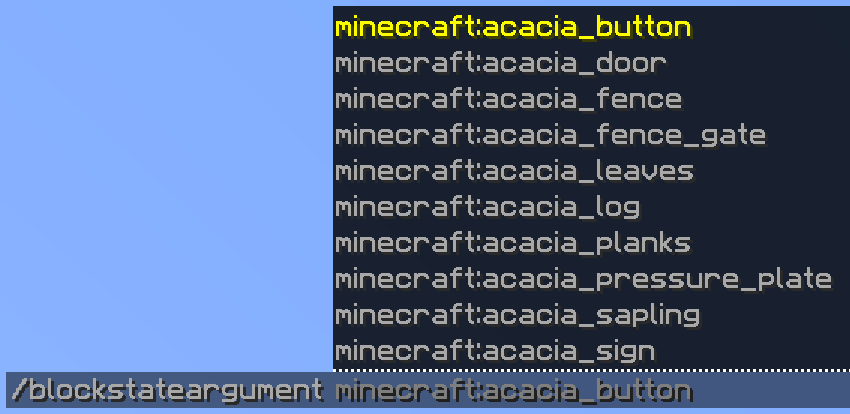 minecraft:acacia_button
minecraft:acacia_door
minecraft:acacia_fence
minecraft:acacia_fence_gate
minecraft:acacia_leaves
minecraft:acacia_log
minecraft:acacia_planks
minecraft:acacia_pressure_plate
minecraft:acacia_sapling
minecraft:acacia_sign
/blockstateargument minecraft:acacia_button